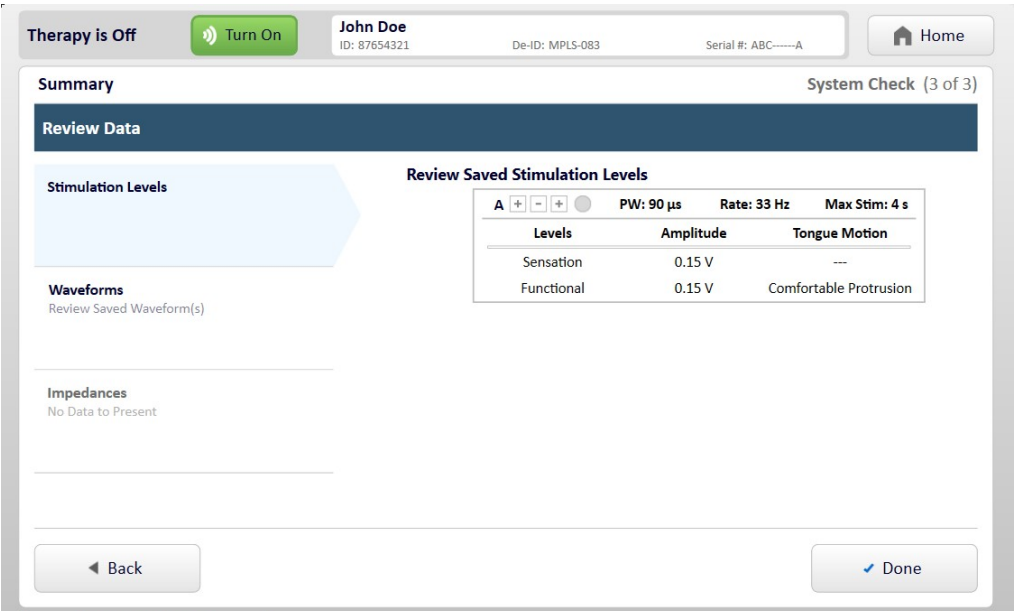 Therapy is Off
Turn On
John Doe
ID: 87654321 De-ID: MPLS-083 Serial #: ABC------A
Home
Summary
System Check (3 of 3)
Review Data
Stimulation Levels
Waveforms
Review Saved Waveform(s)
Impedances
No Data to Present
Review Saved Stimulation Levels
A + - + PW: 90 µs Rate: 33 Hz Max Stim: 4 s
Levels Amplitude Tongue Motion
Sensation 0.15 V ---
Functional 0.15 V Comfortable Protrusion
Back
Done